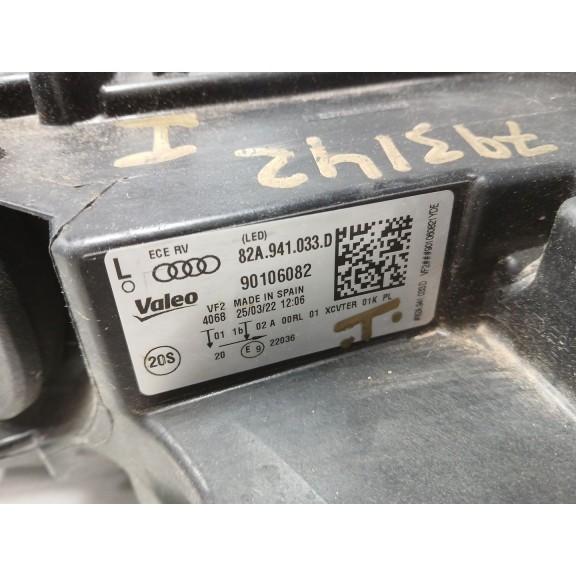 793142
I
L
ECE RV
(LED)
82A.941.033.D
90106082
Valeo
VF2 MADE IN SPAIN
4068 25/03/22 12:06
01 1b 02 A 00RL 01 XCVTER 01K PL
20 E 9 22036
20S
.I.